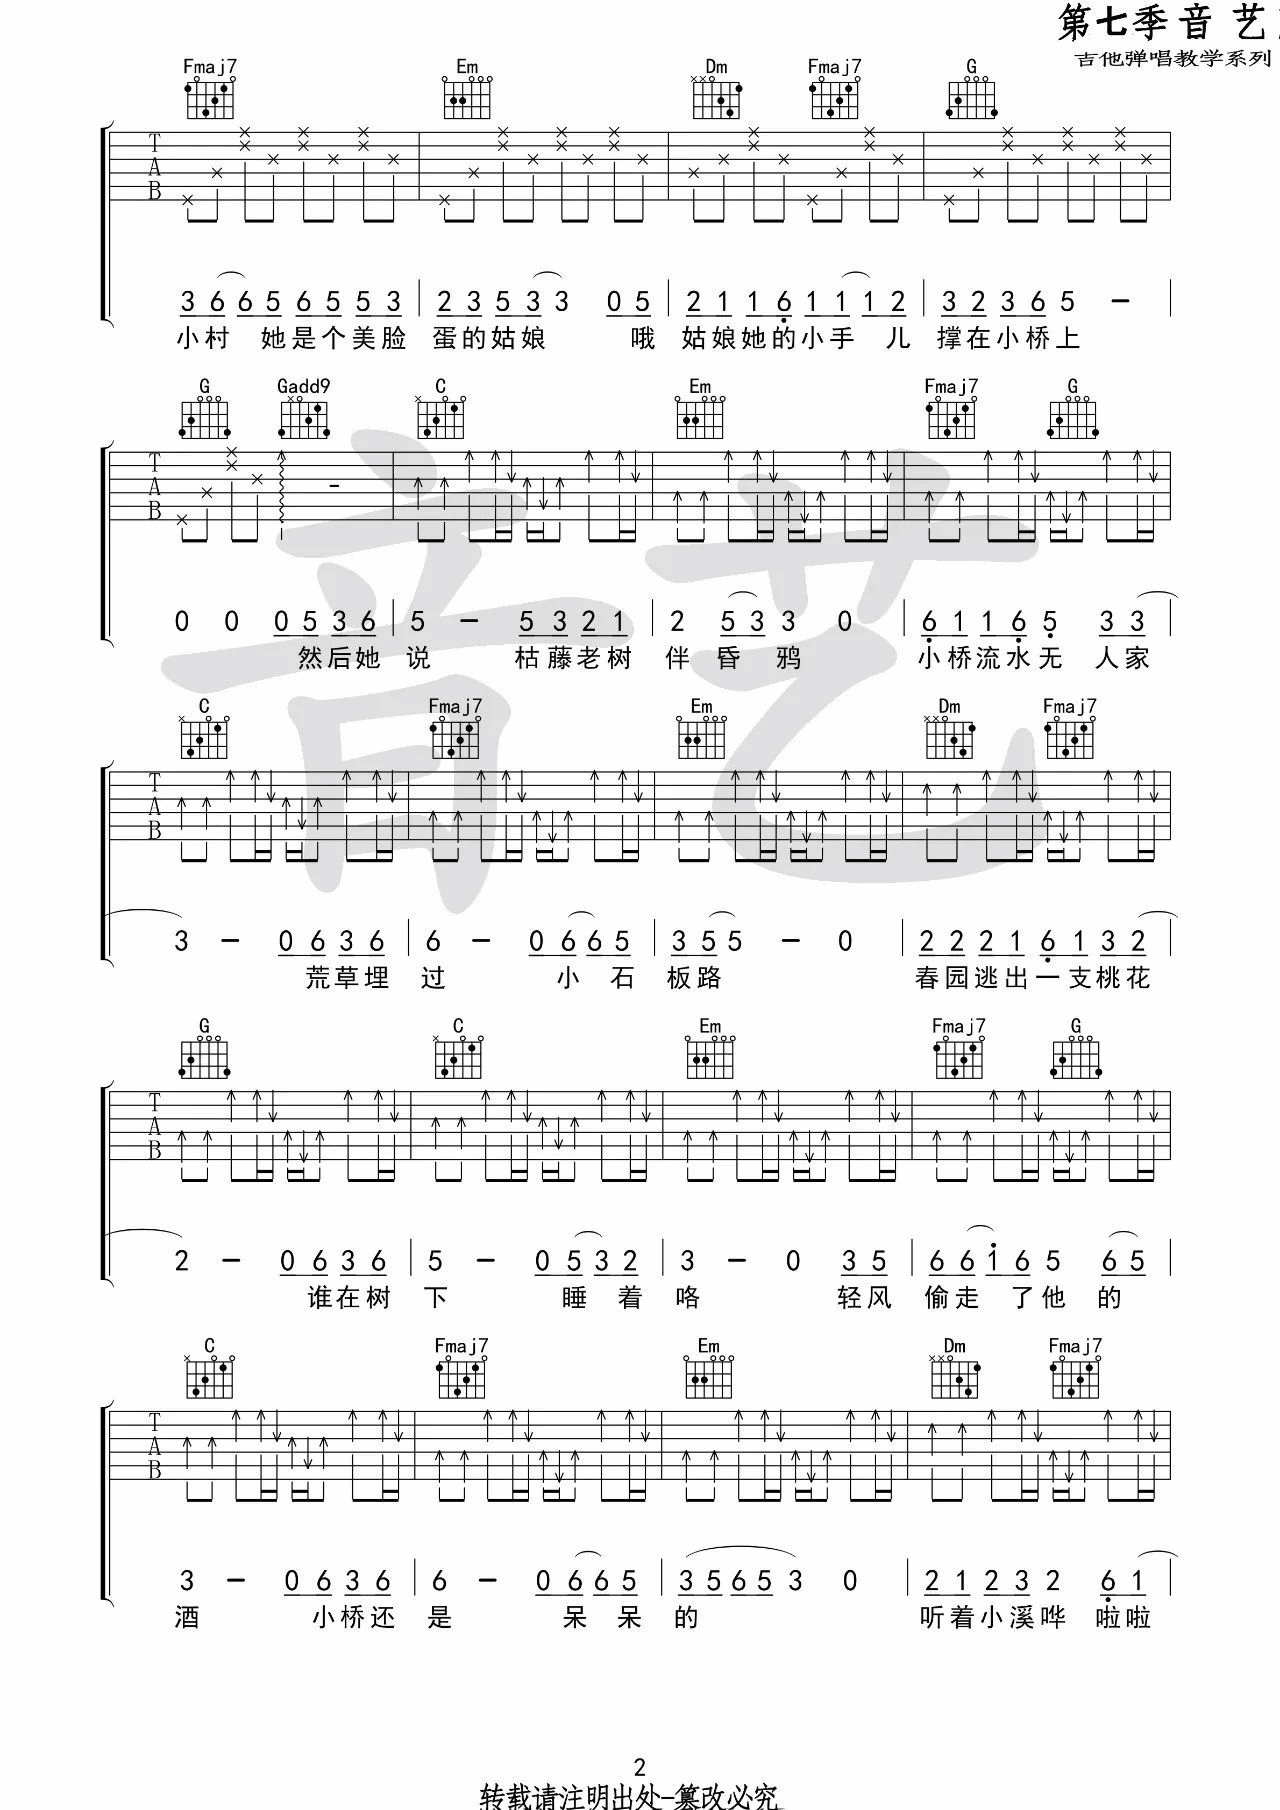 第七季 音 艺
吉他弹唱教学系列
Fmaj7 Em Dm Fmaj7 G
T A B
3 6 6 5 6 5 5 3 2 3 5 3 3 0 5 2 1 1 6 1 1 1 2 3 2 3 6 5 -
小村 她是个美脸 蛋的姑娘 哦 姑娘她的小手 儿 撑在小桥上
G Gadd9 C Em Fmaj7 G
T A B
0 0 0 5 3 6 5 - 5 3 2 1 2 5 3 3 0 6 1 1 6 5 3 3
然后她 说 枯藤老树 伴 昏 鸦 小桥流水无 人家
C Fmaj7 Em Dm Fmaj7
T A B
3 - 0 6 3 6 6 - 0 6 6 5 3 5 5 - 0 2 2 2 1 6 1 3 2
荒草埋 过 小 石 板路 春园逃出一支桃花
G C Em Fmaj7 G
T A B
2 - 0 6 3 6 5 - 0 5 3 2 3 - 0 3 5 6 6 1 6 5 6 5
谁在树 下 睡 着 咯 轻风 偷走 了他 的
C Fmaj7 Em Dm Fmaj7
T A B
3 - 0 6 3 6 6 - 0 6 6 5 3 5 6 5 3 0 2 1 2 3 2 6 1
酒 小桥还 是 呆 呆 的 听着小溪哗 啦啦
音艺
2
转载请注明出处-篡改必究